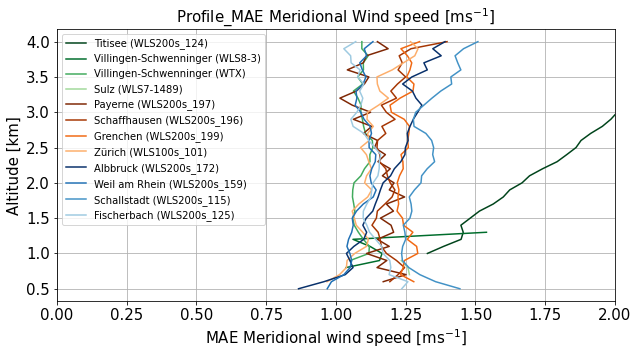 Profile_MAE Meridional Wind speed [ms⁻¹]
Altitude [km]
4.0
3.5
3.0
2.5
2.0
1.5
1.0
0.5
Titisee (WLS200s_124)
Villingen-Schwenninger (WLS8-3)
Villingen-Schwenninger (WTX)
Sulz (WLS7-1489)
Payerne (WLS200s_197)
Schaffhausen (WLS200s_196)
Grenchen (WLS200s_199)
Zürich (WLS100s_101)
Albbruck (WLS200s_172)
Weil am Rhein (WLS200s_159)
Schallstadt (WLS200s_115)
Fischerbach (WLS200s_125)
0.00 0.25 0.50 0.75 1.00 1.25 1.50 1.75 2.00
MAE Meridional wind speed [ms⁻¹]